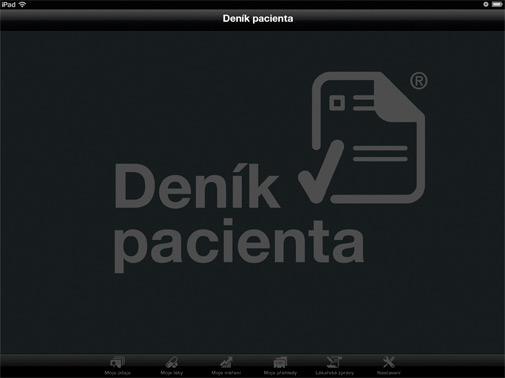 iPad
Deník pacienta
®
Deník
pacienta
Moje údaje
Moje léky
Moje měření
Moje přehledy
Lékařské zprávy
Nastavení